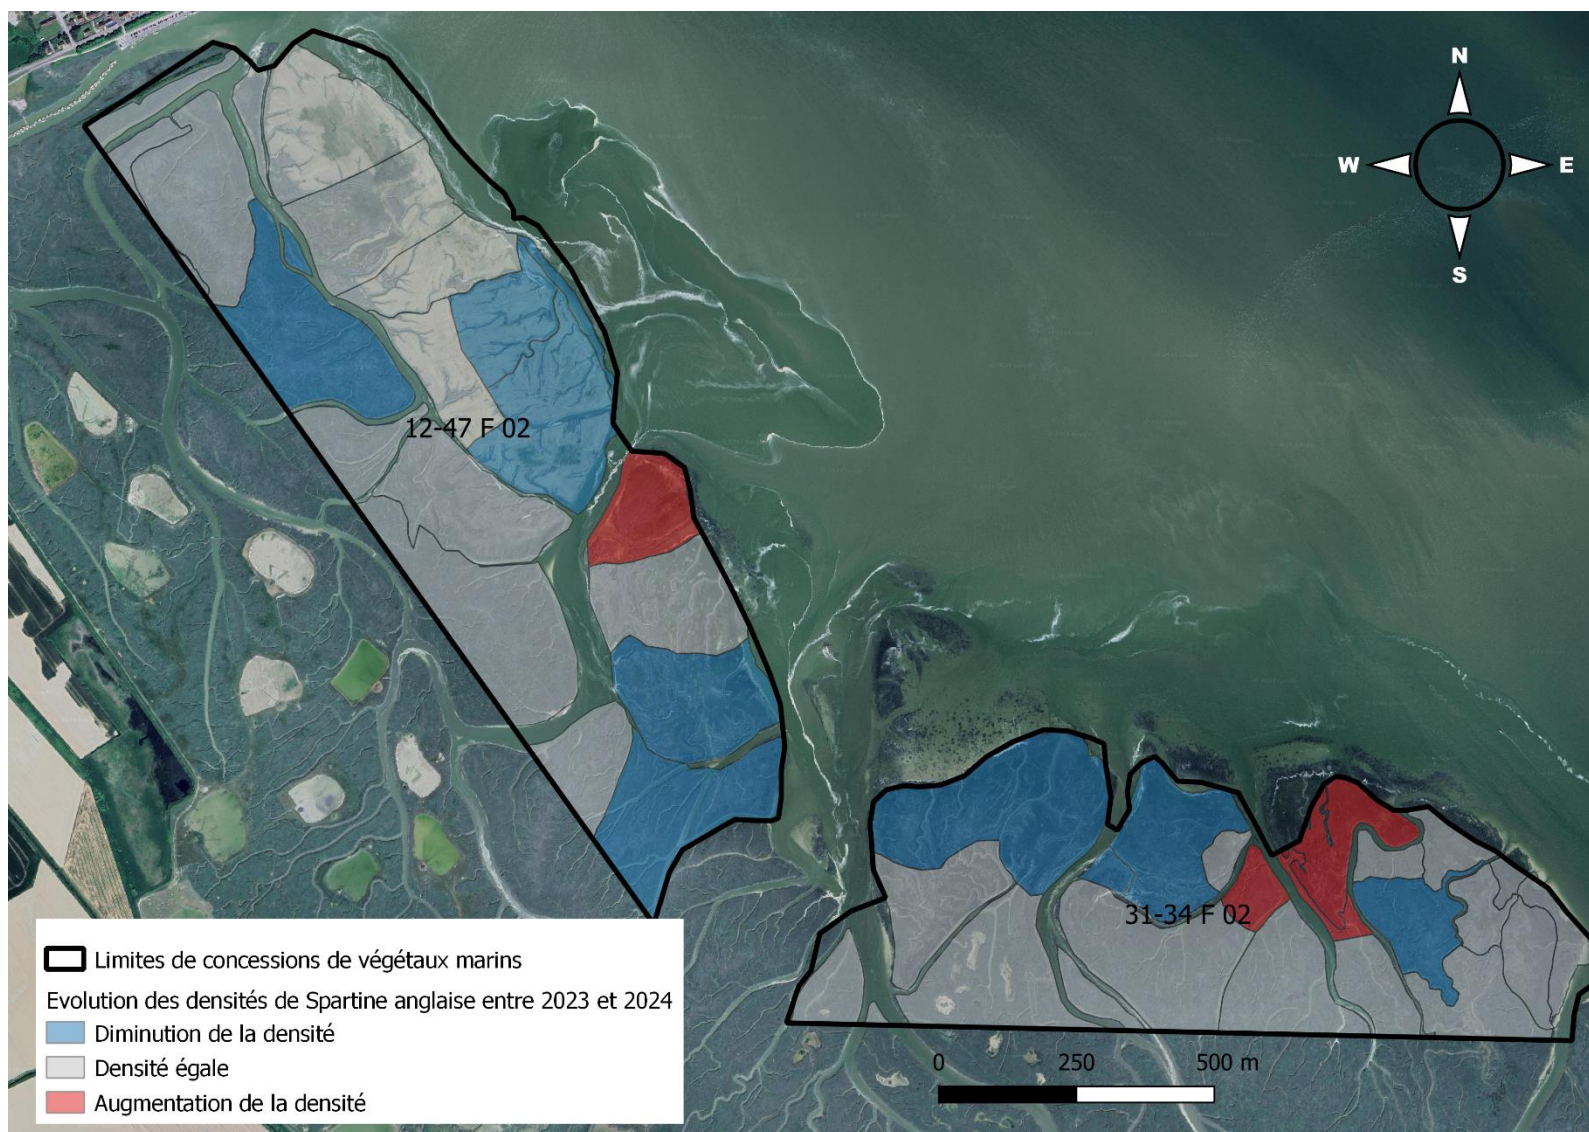 N
W
E
S
12-47 F 02
31-34 F 02
Limites de concessions de végétaux marins
Evolution des densités de Spartine anglaise entre 2023 et 2024
Diminution de la densité
Densité égale
Augmentation de la densité
0 250 500 m